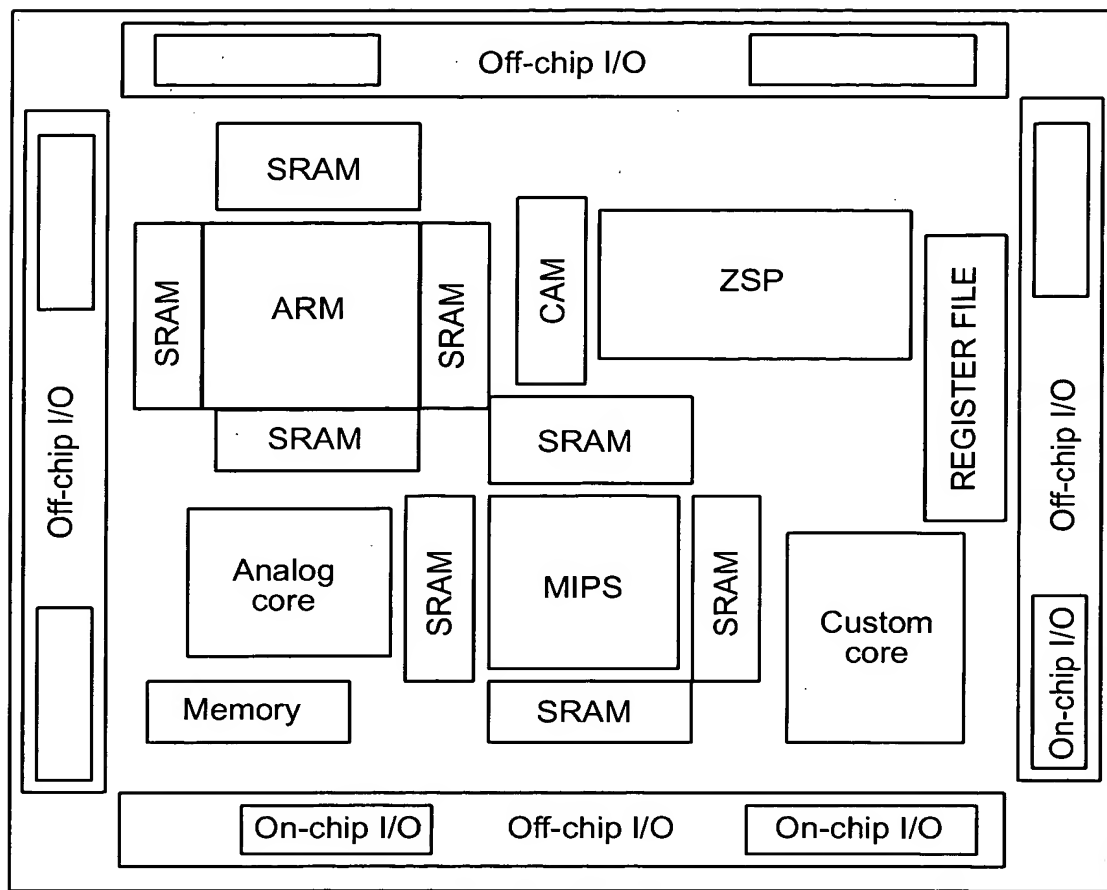 Off-chip I/O
SRAM
SRAM
ARM
SRAM
CAM
ZSP
REGISTER FILE
Off-chip I/O
Off-chip I/O
SRAM
SRAM
Analog
core
SRAM
MIPS
SRAM
Custom
core
On-chip I/O
Memory
SRAM
On-chip I/O
Off-chip I/O
On-chip I/O